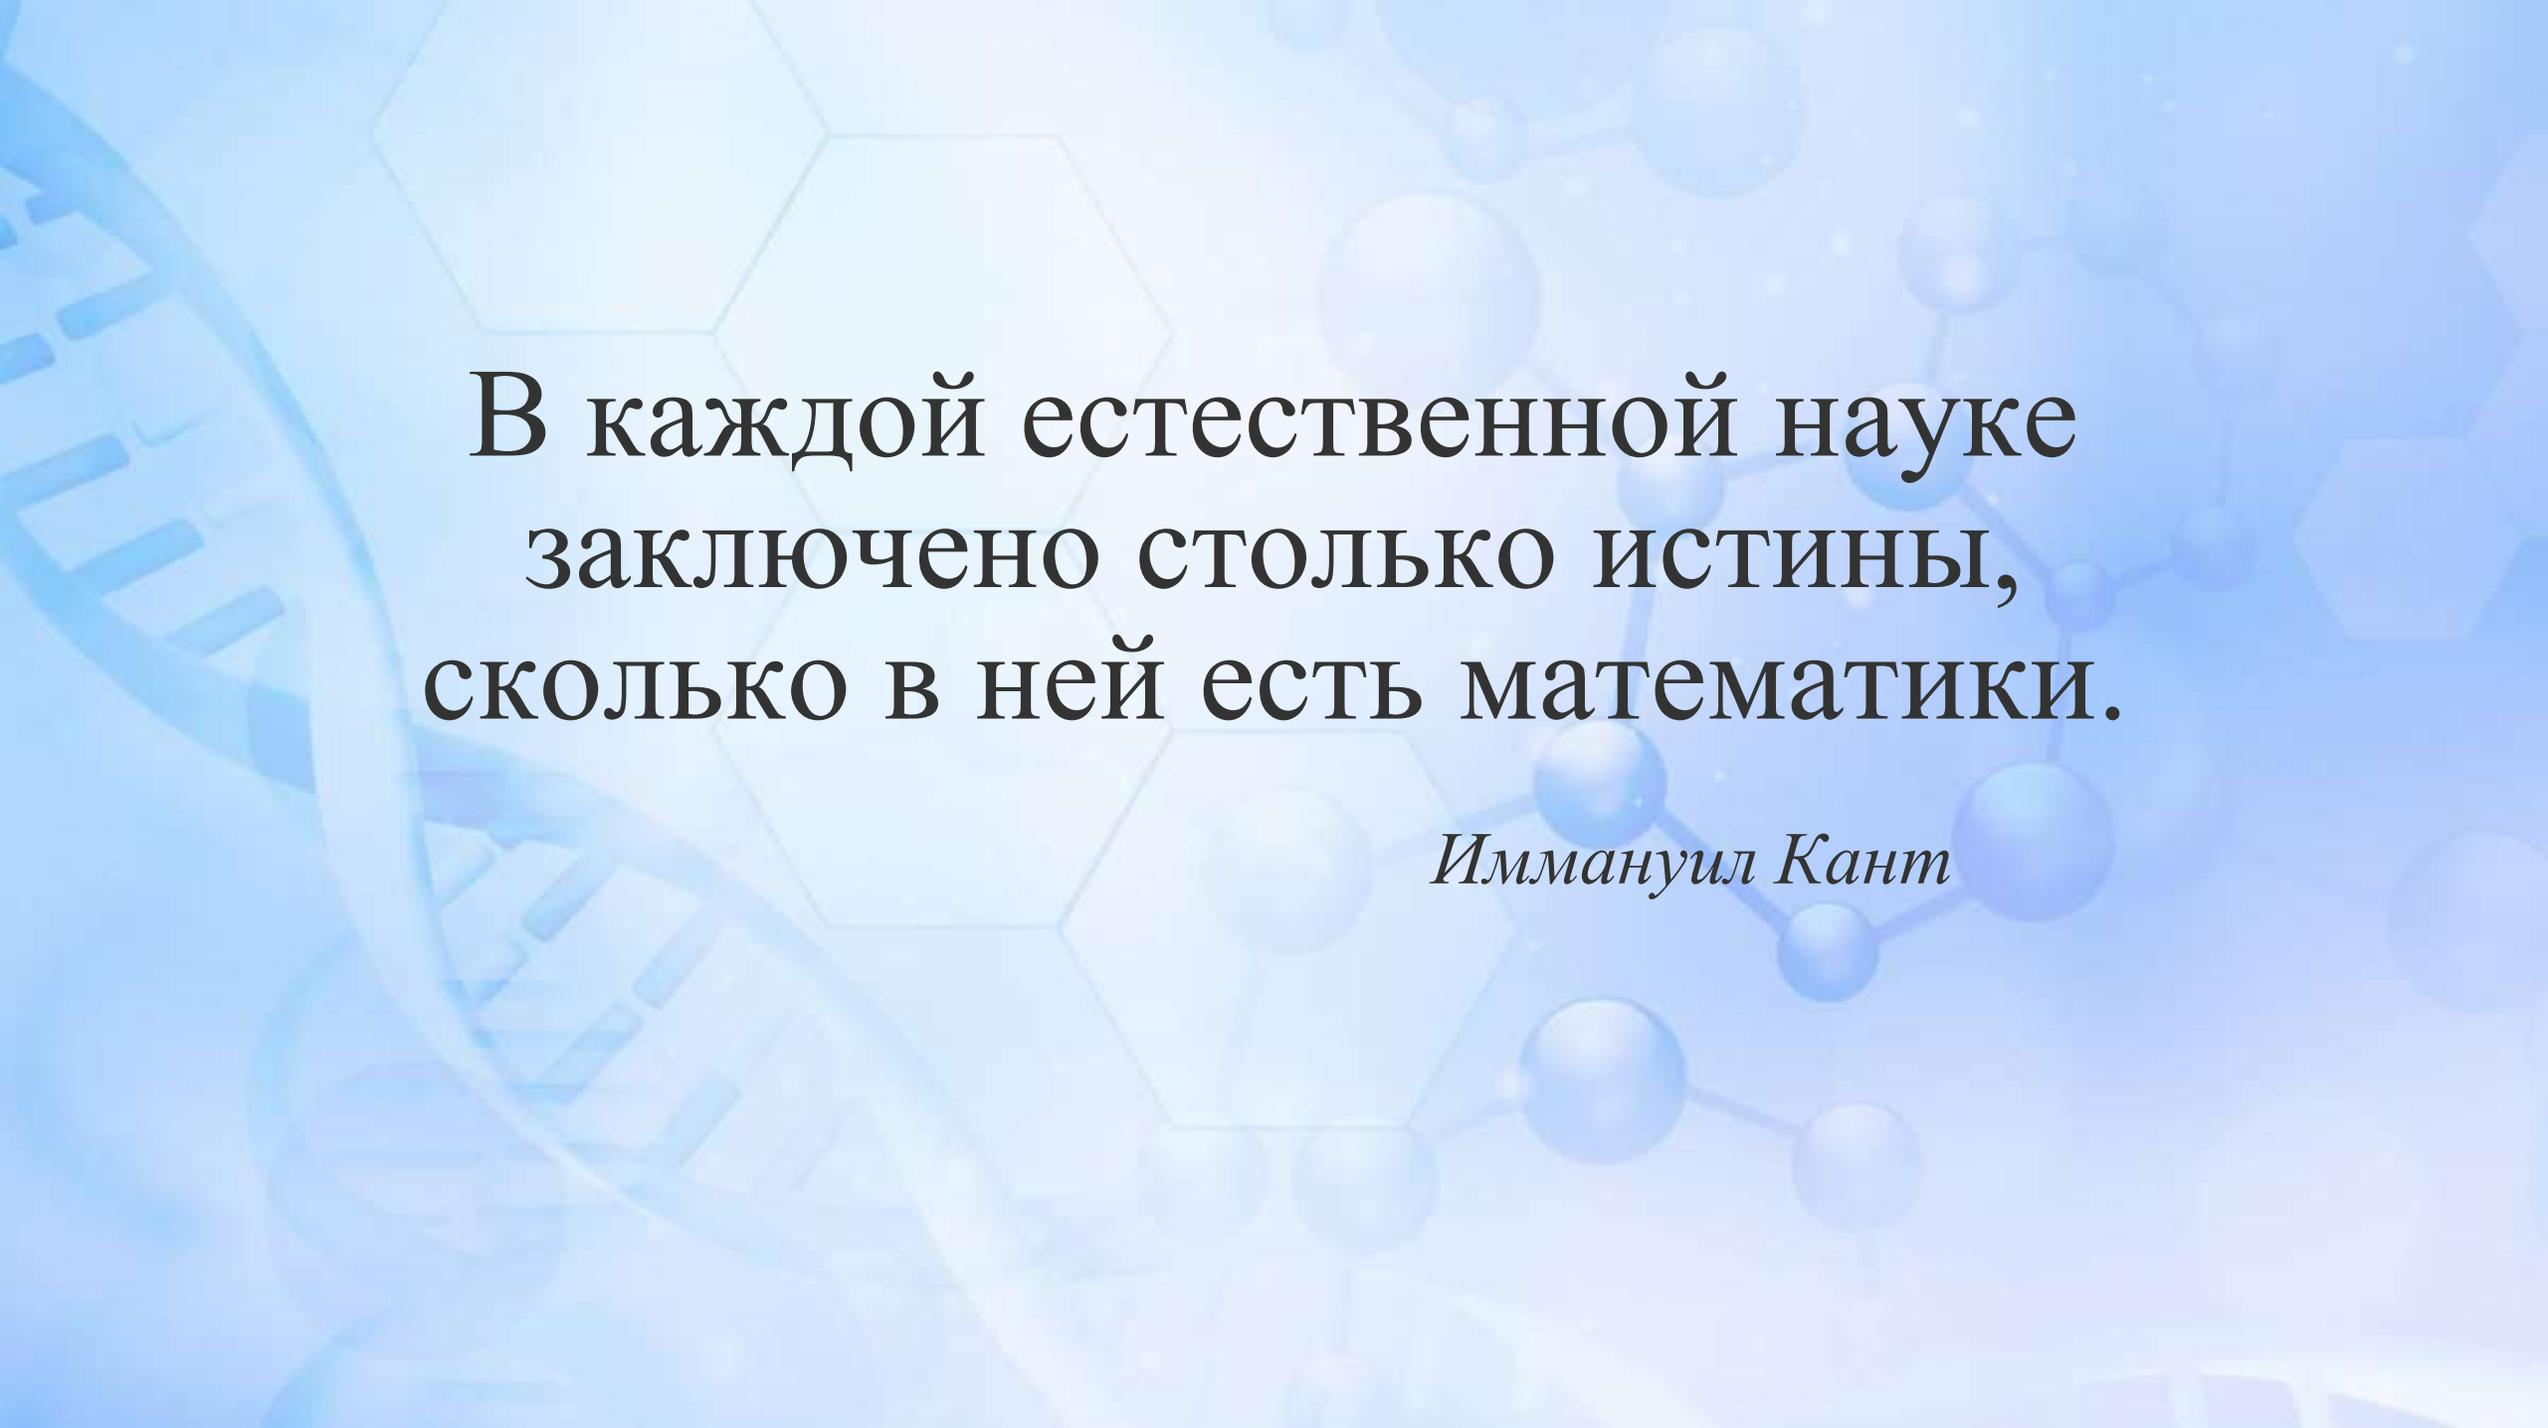 В каждой естественной науке
заключено столько истины,
сколько в ней есть математики.
Иммануил Кант